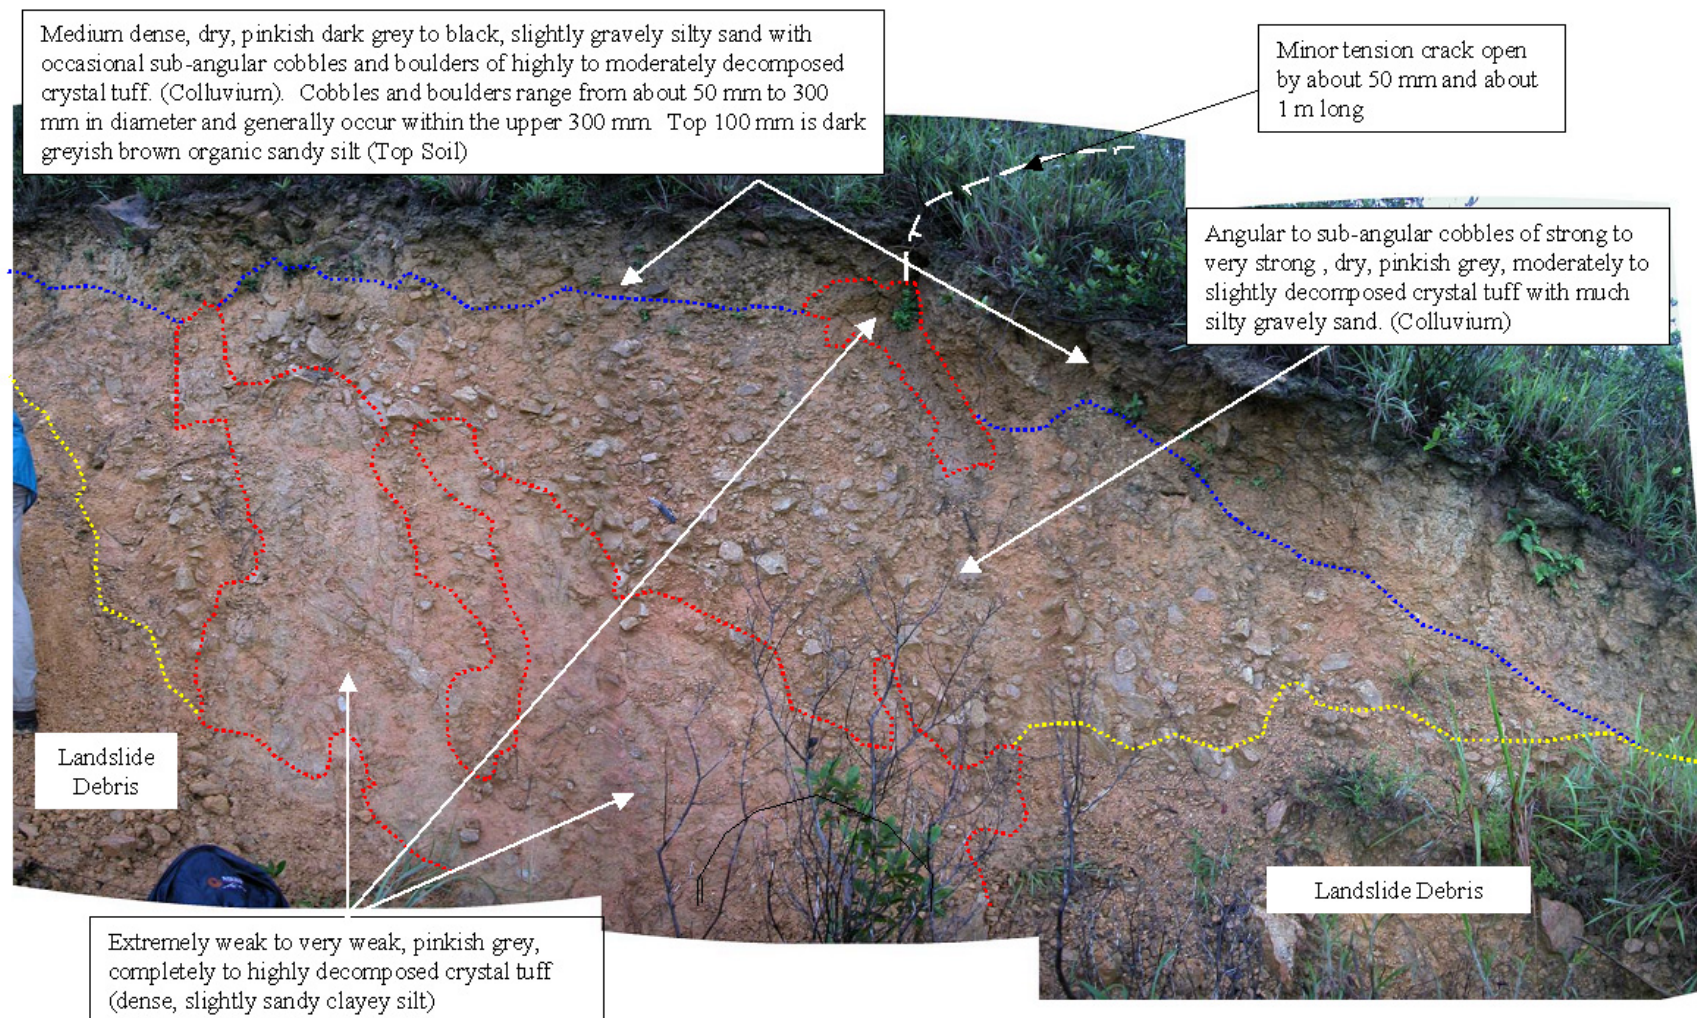 Medium dense, dry, pinkish dark grey to black, slightly gravely silty sand with
occasional sub-angular cobbles and boulders of highly to moderately decomposed
crystal tuff. (Colluvium). Cobbles and boulders range from about 50 mm to 300
mm in diameter and generally occur within the upper 300 mm. Top 100 mm is dark
greyish brown organic sandy silt (Top Soil)
Minor tension crack open
by about 50 mm and about
1 m long
Angular to sub-angular cobbles of strong to
very strong , dry, pinkish grey, moderately to
slightly decomposed crystal tuff with much
silty gravely sand. (Colluvium)
Landslide
Debris
Landslide Debris
Extremely weak to very weak, pinkish grey,
completely to highly decomposed crystal tuff
(dense, slightly sandy clayey silt)